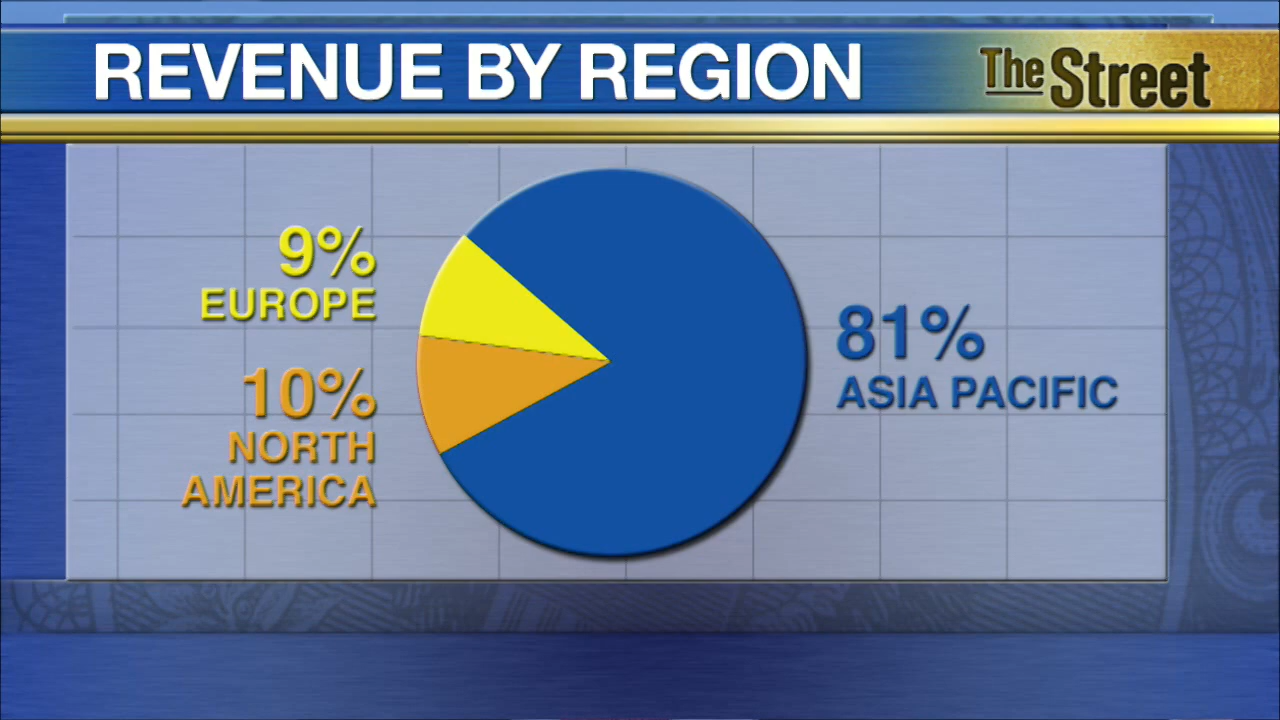 REVENUE BY REGION
The Street
9%
EUROPE
10%
NORTH
AMERICA
81%
ASIA PACIFIC